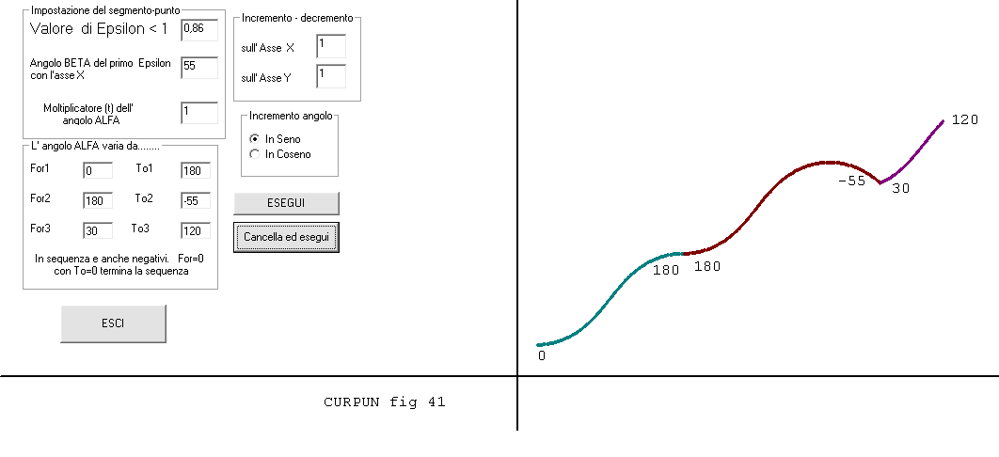 Impostazione del segmento-punto
Valore di Epsilon < 1 0,86
Angolo BETA del primo Epsilon
con l'asse X
55
Moltiplicatore (t) dell'
angolo ALFA
1
Incremento - decremento
sull' Asse X 1
sull' Asse Y 1
Incremento angolo
In Seno
In Coseno
L' angolo ALFA varia da........
For1 0 To1 180
For2 180 To2 -55
For3 30 To3 120
In sequenza e anche negativi. For=0
con To=0 termina la sequenza
ESEGUI
Cancella ed esegui
ESCI
120
-55
30
180
180
0
CURPUN fig 41